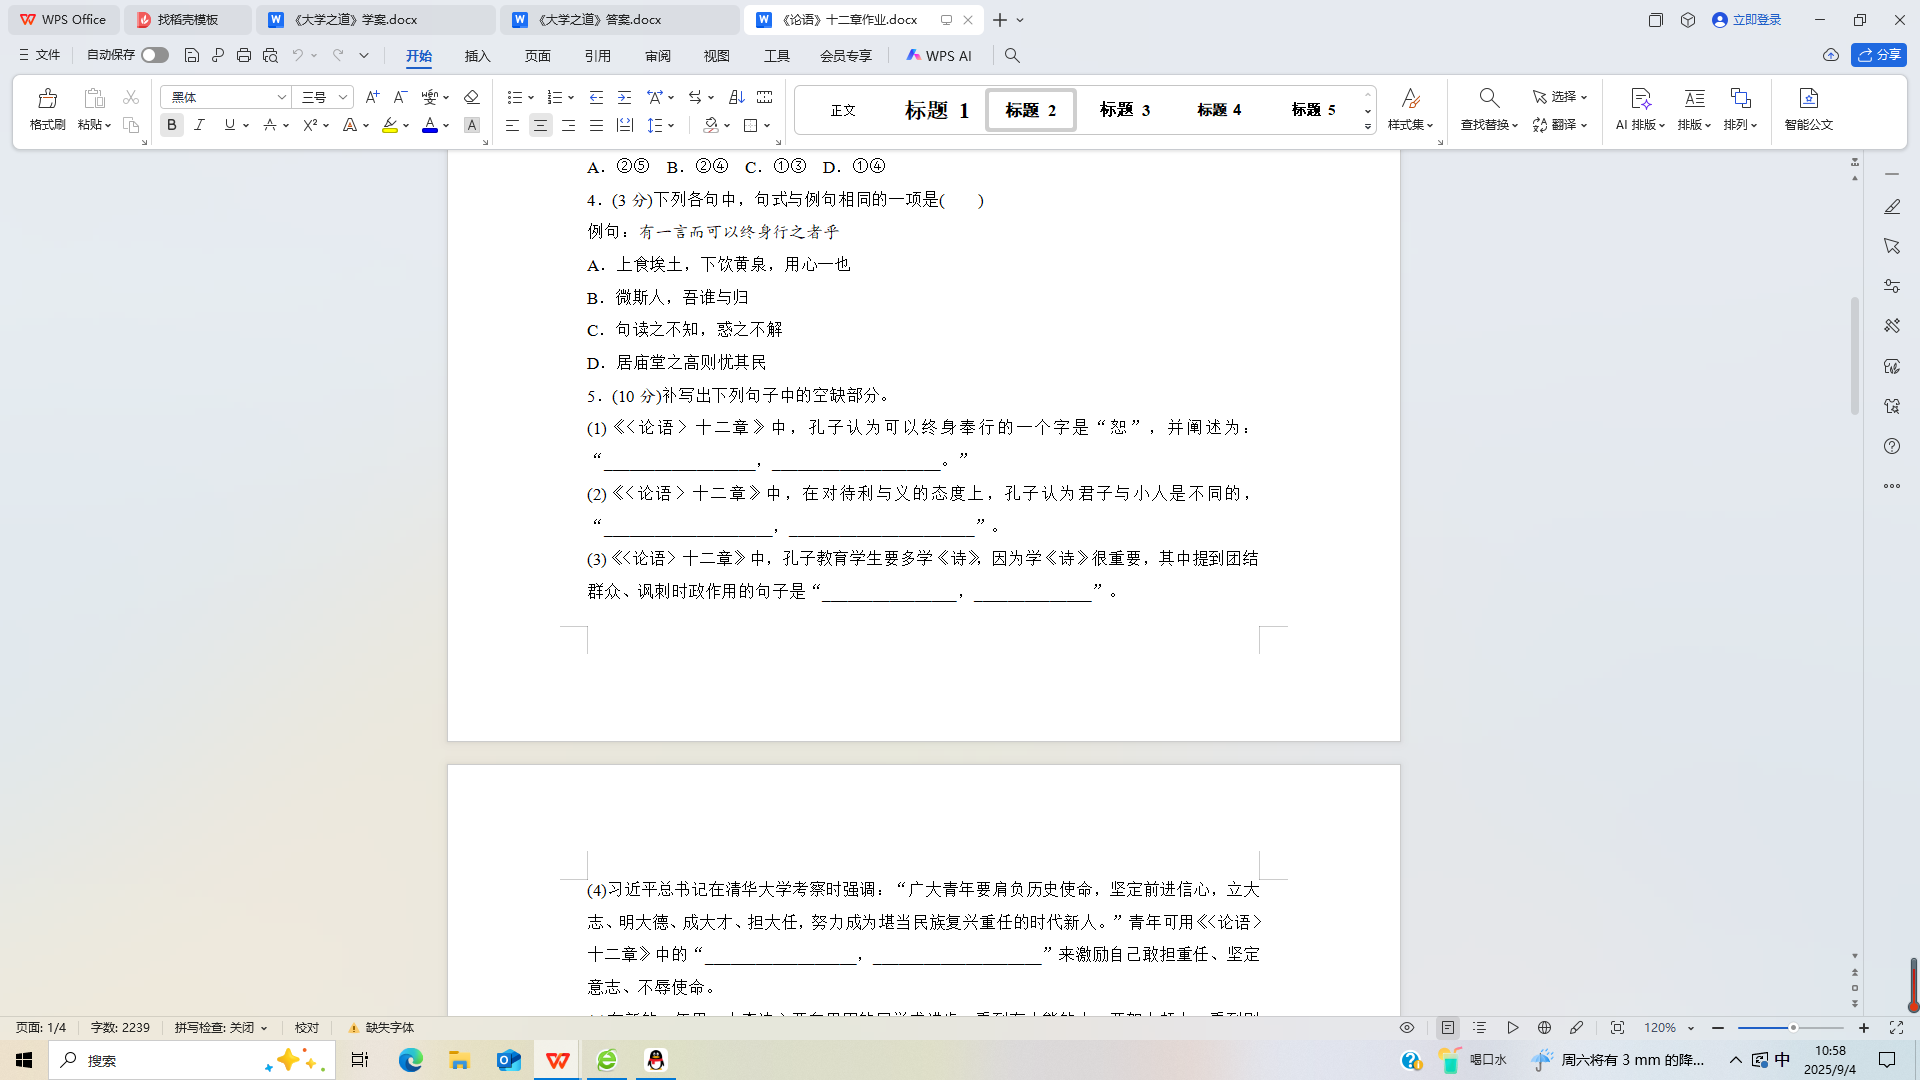 WPS Office
找稻壳模板
《大学之道》学案.docx
《大学之道》答案.docx
《论语》十二章作业.docx
立即登录
文件
自动保存
开始
插入
页面
引用
审阅
视图
工具
会员专享
WPS AI
分享
格式刷
粘贴
黑体
三号
正文
标题 1
标题 2
标题 3
标题 4
标题 5
样式集
查找替换
选择
翻译
AI 排版
排版
排列
智能公文
A．②⑤ B．②④ C．①③ D．①④
4．(3 分)下列各句中，句式与例句相同的一项是(　　)
例句：有一言而可以终身行之者乎
A．上食埃土，下饮黄泉，用心一也
B．微斯人，吾谁与归
C．句读之不知，惑之不解
D．居庙堂之高则忧其民
5．(10 分)补写出下列句子中的空缺部分。
(1)《〈论语〉十二章》中，孔子认为可以终身奉行的一个字是“恕”，并阐述为：
“__________________，____________________。”
(2)《〈论语〉十二章》中，在对待利与义的态度上，孔子认为君子与小人是不同的，
“____________________，______________________”。
(3)《〈论语〉十二章》中，孔子教育学生要多学《诗》，因为学《诗》很重要，其中提到团结
群众、讽刺时政作用的句子是“________________，______________”。
(4)习近平总书记在清华大学考察时强调：“广大青年要肩负历史使命，坚定前进信心，立大
志、明大德、成大才、担大任，努力成为堪当民族复兴重任的时代新人。”青年可用《〈论语〉
十二章》中的“__________________，____________________”来激励自己敢担重任、坚定
意志、不辱使命。
页面: 1/4
字数: 2239
拼写检查: 关闭
校对
缺失字体
120%
搜索
喝口水
周六将有 3 mm 的降...
中
10:58
2025/9/4